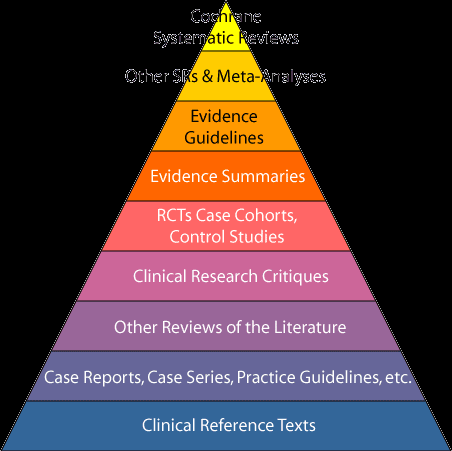 Cochrane
Systematic Reviews
Other SRs & Meta-Analyses
Evidence
Guidelines
Evidence Summaries
RCTs Case Cohorts,
Control Studies
Clinical Research Critiques
Other Reviews of the Literature
Case Reports, Case Series, Practice Guidelines, etc.
Clinical Reference Texts